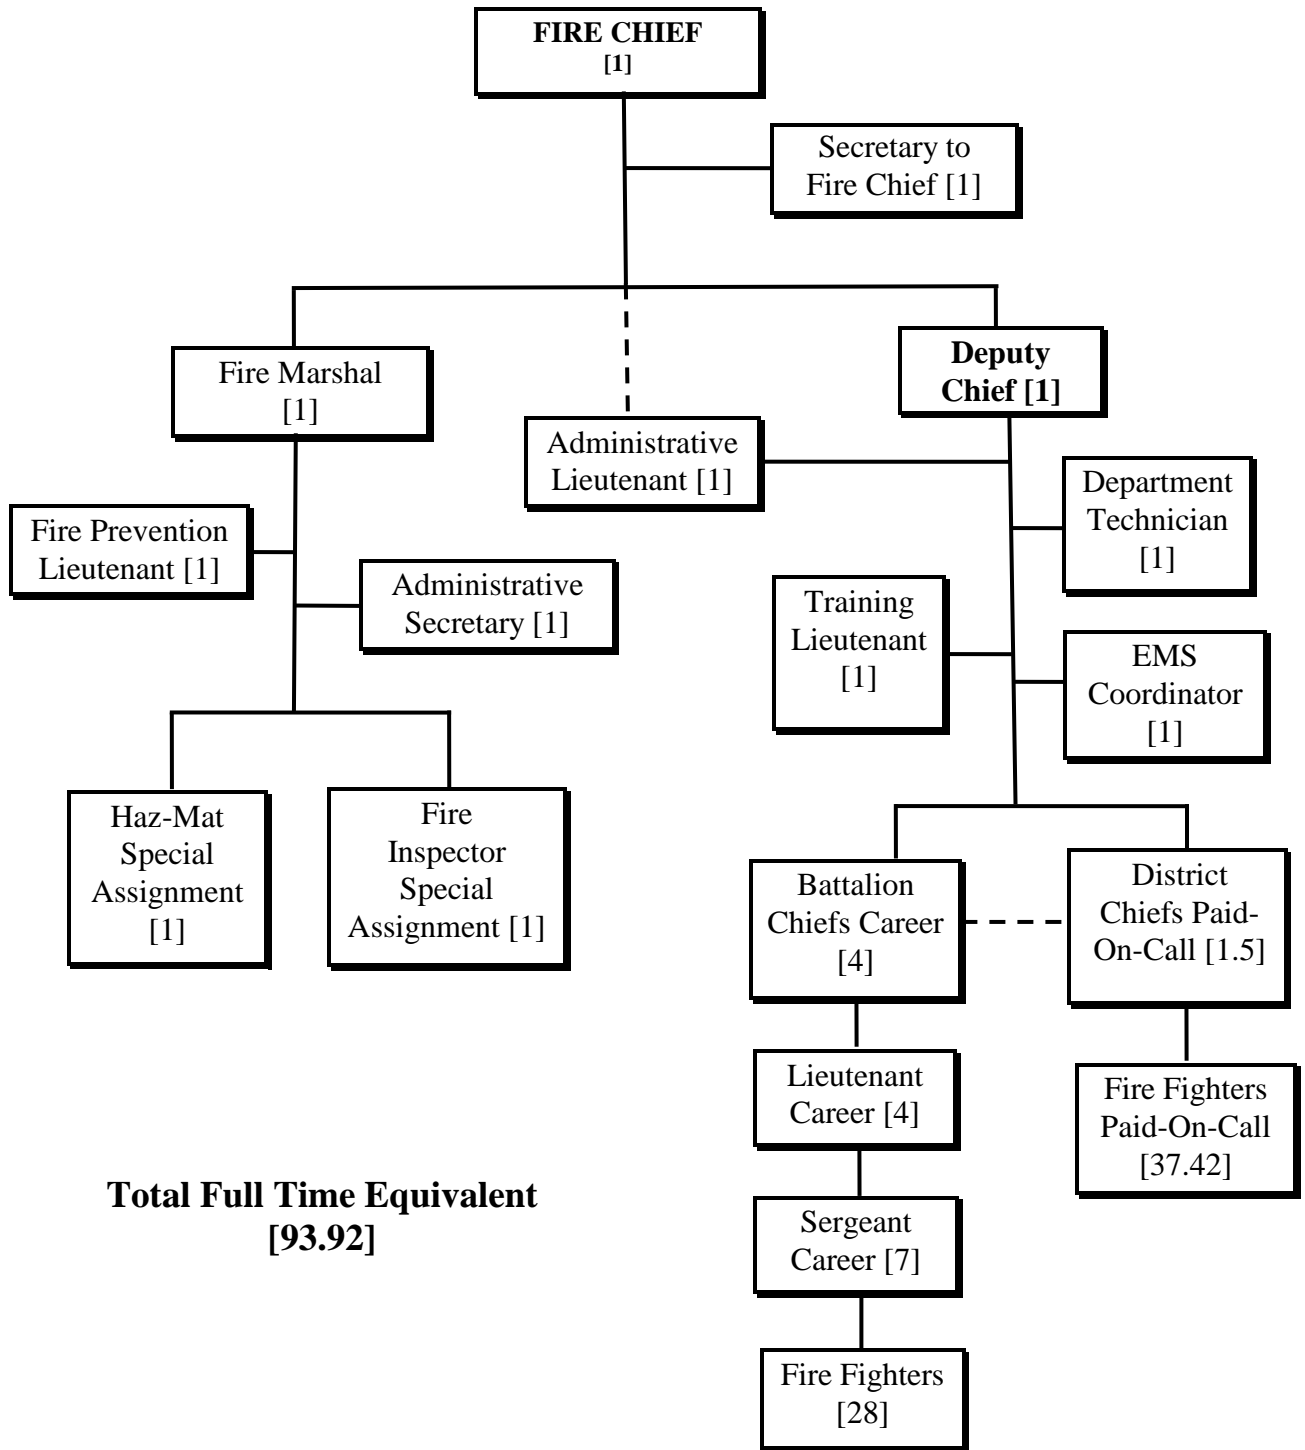 FIRE CHIEF
[1]
Secretary to
Fire Chief [1]
Fire Marshal
[1]
Deputy
Chief [1]
Administrative
Lieutenant [1]
Department
Technician
[1]
Fire Prevention
Lieutenant [1]
Administrative
Secretary [1]
Training
Lieutenant
[1]
EMS
Coordinator
[1]
Haz-Mat
Special
Assignment
[1]
Fire
Inspector
Special
Assignment [1]
Battalion
Chiefs Career
[4]
District
Chiefs Paid-
On-Call [1.5]
Lieutenant
Career [4]
Fire Fighters
Paid-On-Call
[37.42]
Sergeant
Career [7]
Fire Fighters
[28]
Total Full Time Equivalent
[93.92]